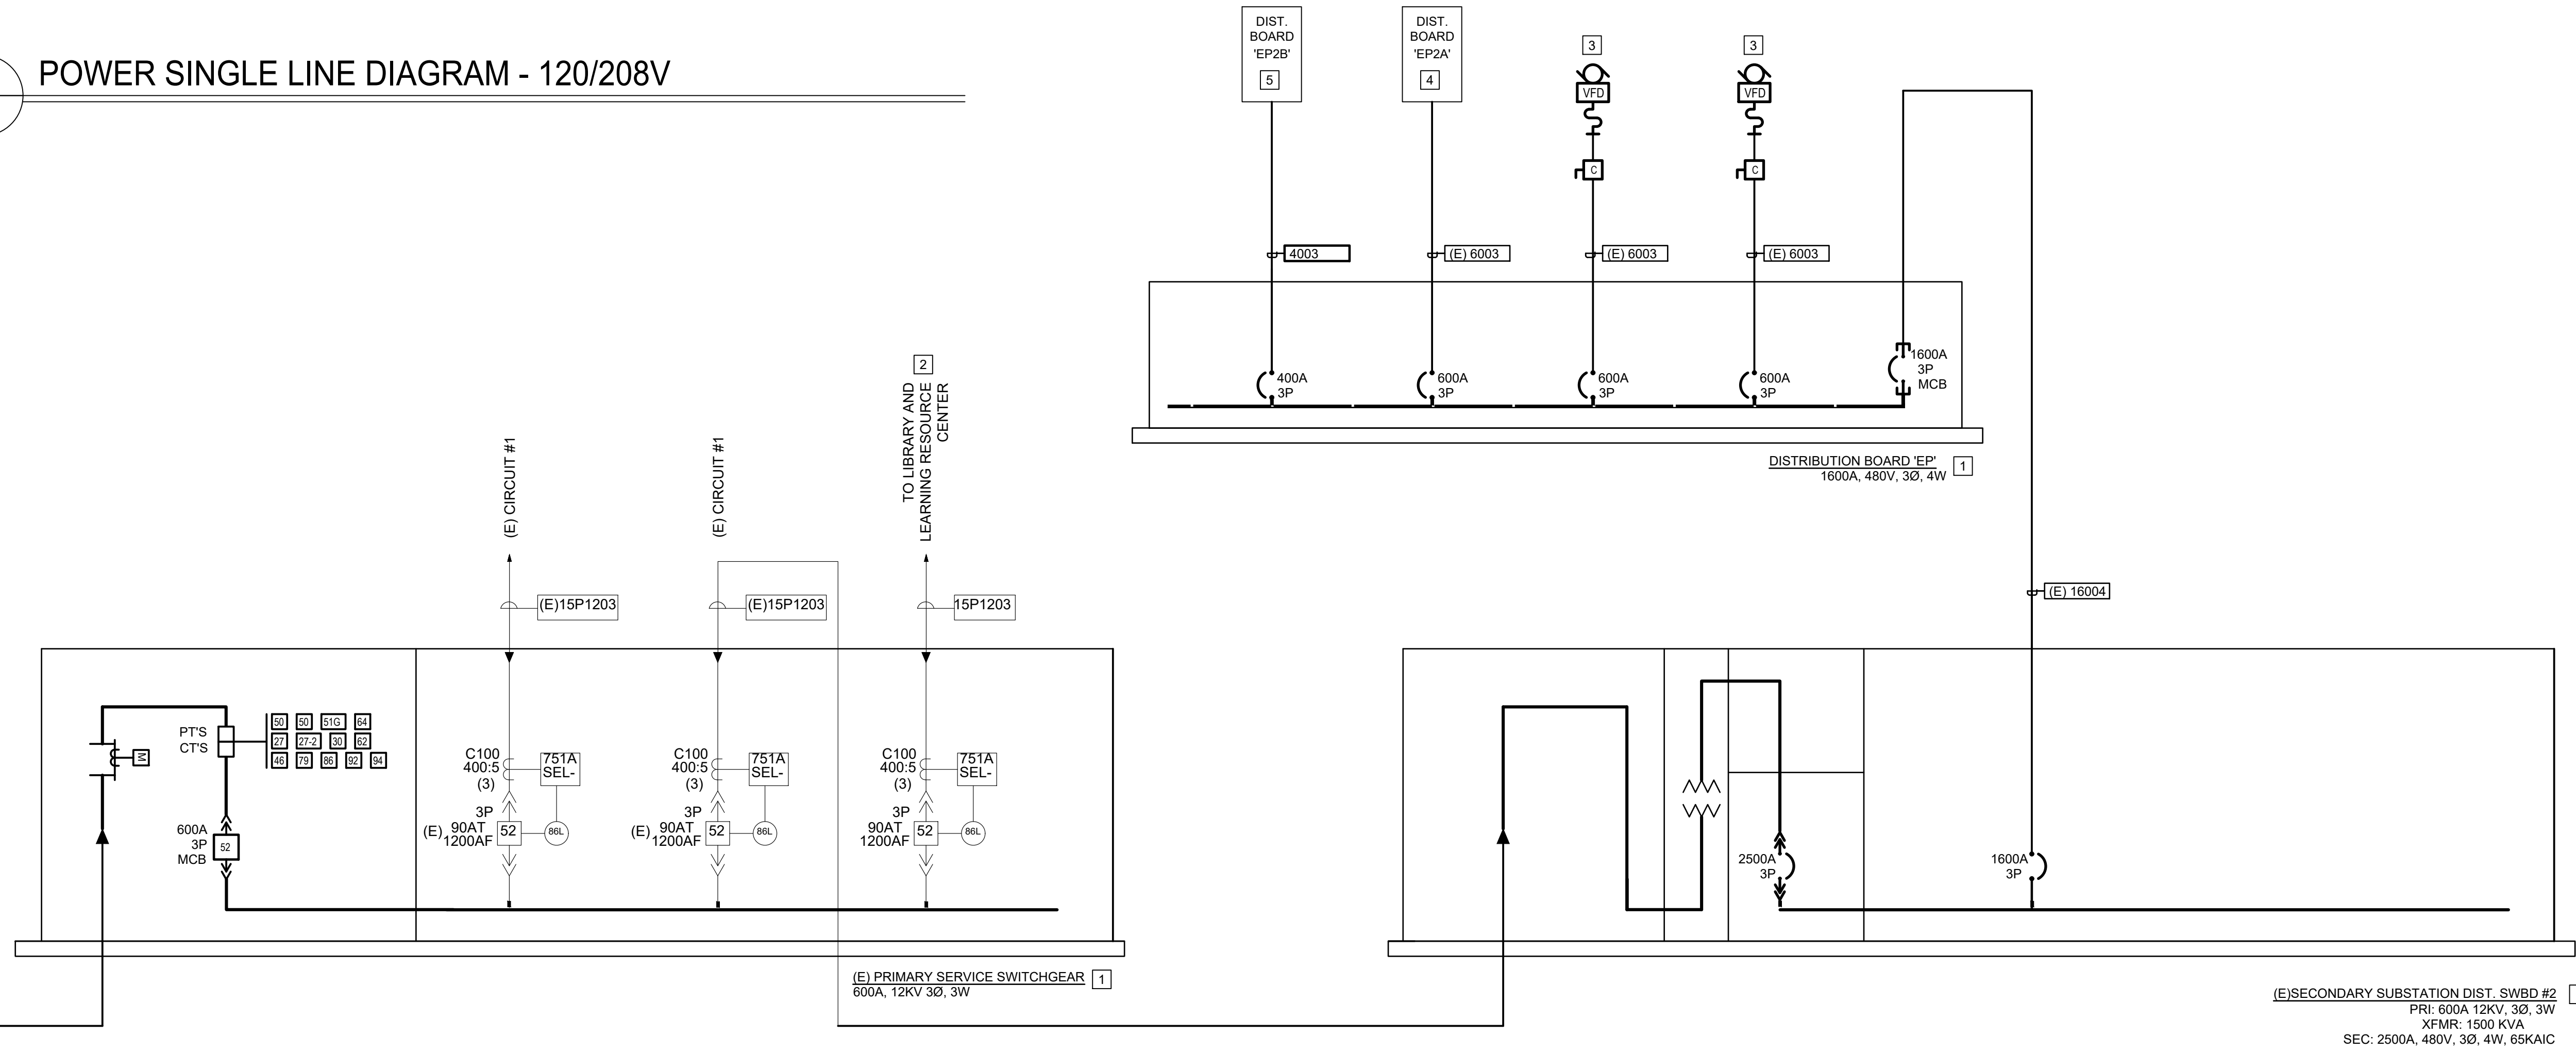 POWER SINGLE LINE DIAGRAM - 120/208V
DIST.
BOARD
'EP2B'
5
DIST.
BOARD
'EP2A'
4
3
VFD
C
3
VFD
C
4003
(E) 6003
(E) 6003
(E) 6003
400A
3P
600A
3P
600A
3P
600A
3P
1600A
3P
MCB
DISTRIBUTION BOARD 'EP'
1600A, 480V, 3Ø, 4W
1
(E) CIRCUIT #1
(E) CIRCUIT #1
2
TO LIBRARY AND
LEARNING RESOURCE
CENTER
(E)15P1203
(E)15P1203
15P1203
(E) 16004
M
PT'S
CT'S
50 50 51G 64
27 27-2 30 62
46 79 86 92 94
600A
3P
MCB
52
C100
400:5
(3)
751A
SEL-
3P
(E) 90AT
1200AF
52
86L
C100
400:5
(3)
751A
SEL-
3P
(E) 90AT
1200AF
52
86L
C100
400:5
(3)
751A
SEL-
3P
90AT
1200AF
52
86L
2500A
3P
1600A
3P
(E) PRIMARY SERVICE SWITCHGEAR
600A, 12KV 3Ø, 3W
1
(E)SECONDARY SUBSTATION DIST. SWBD #2
PRI: 600A 12KV, 3Ø, 3W
XFMR: 1500 KVA
SEC: 2500A, 480V, 3Ø, 4W, 65KAIC